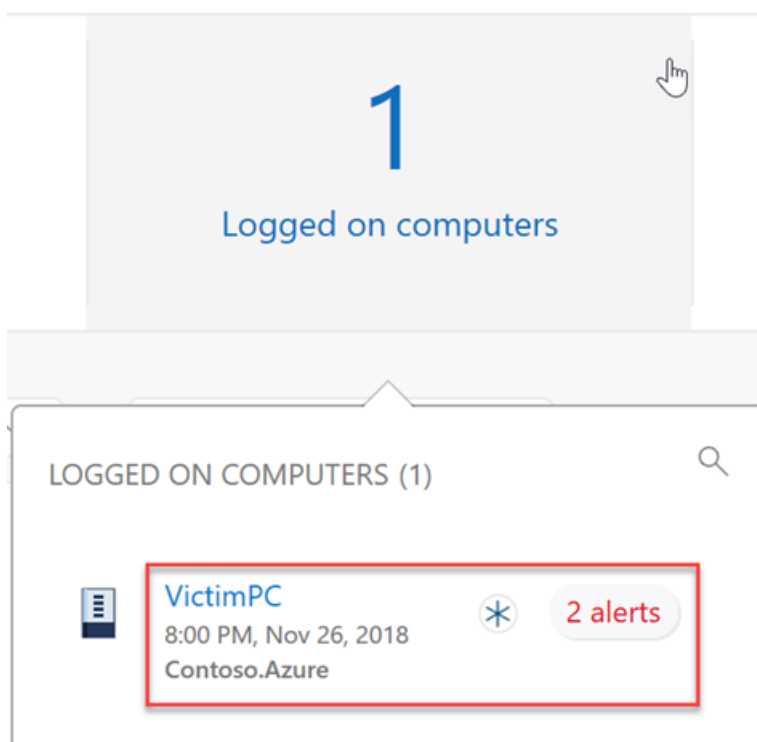 1
Logged on computers
LOGGED ON COMPUTERS (1)
VictimPC
2 alerts
8:00 PM, Nov 26, 2018
Contoso.Azure